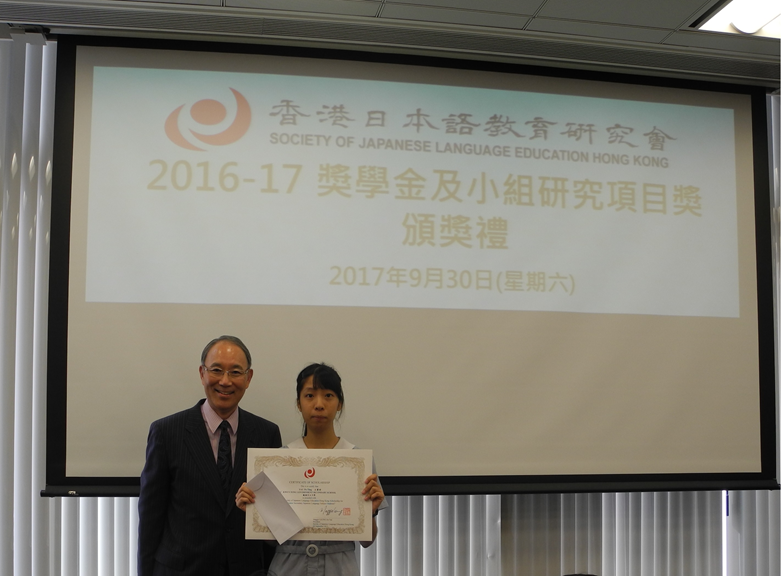 香港日本語教育研究會
SOCIETY OF JAPANESE LANGUAGE EDUCATION HONG KONG
2016-17 獎學金及小組研究項目獎
頒獎禮
2017年9月30日(星期六)